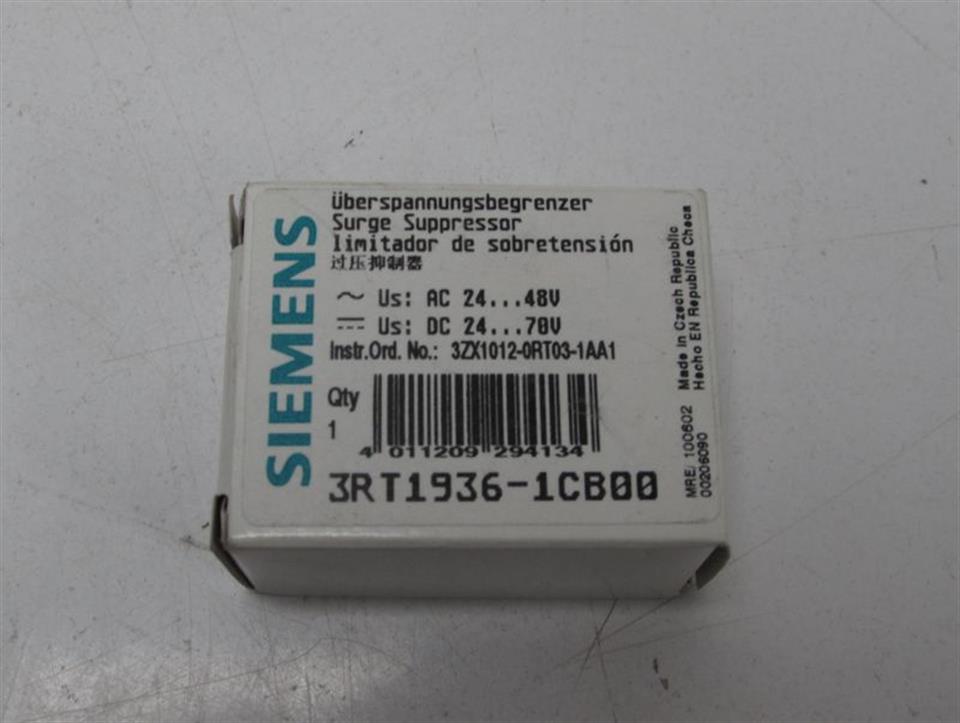 SIEMENS
Überspannungsbegrenzer
Surge Suppressor
limitador de sobretensión
过压抑制器
~ Us: AC 24...48V
⎓ Us: DC 24...70V
Instr.Ord. No.: 3ZX1012-0RT03-1AA1
Qty
1
4 011209 294134
3RT1936-1CB00
Made in Czech Republic
Hecho EN Republica Checa
MRE/ 100602
00206090